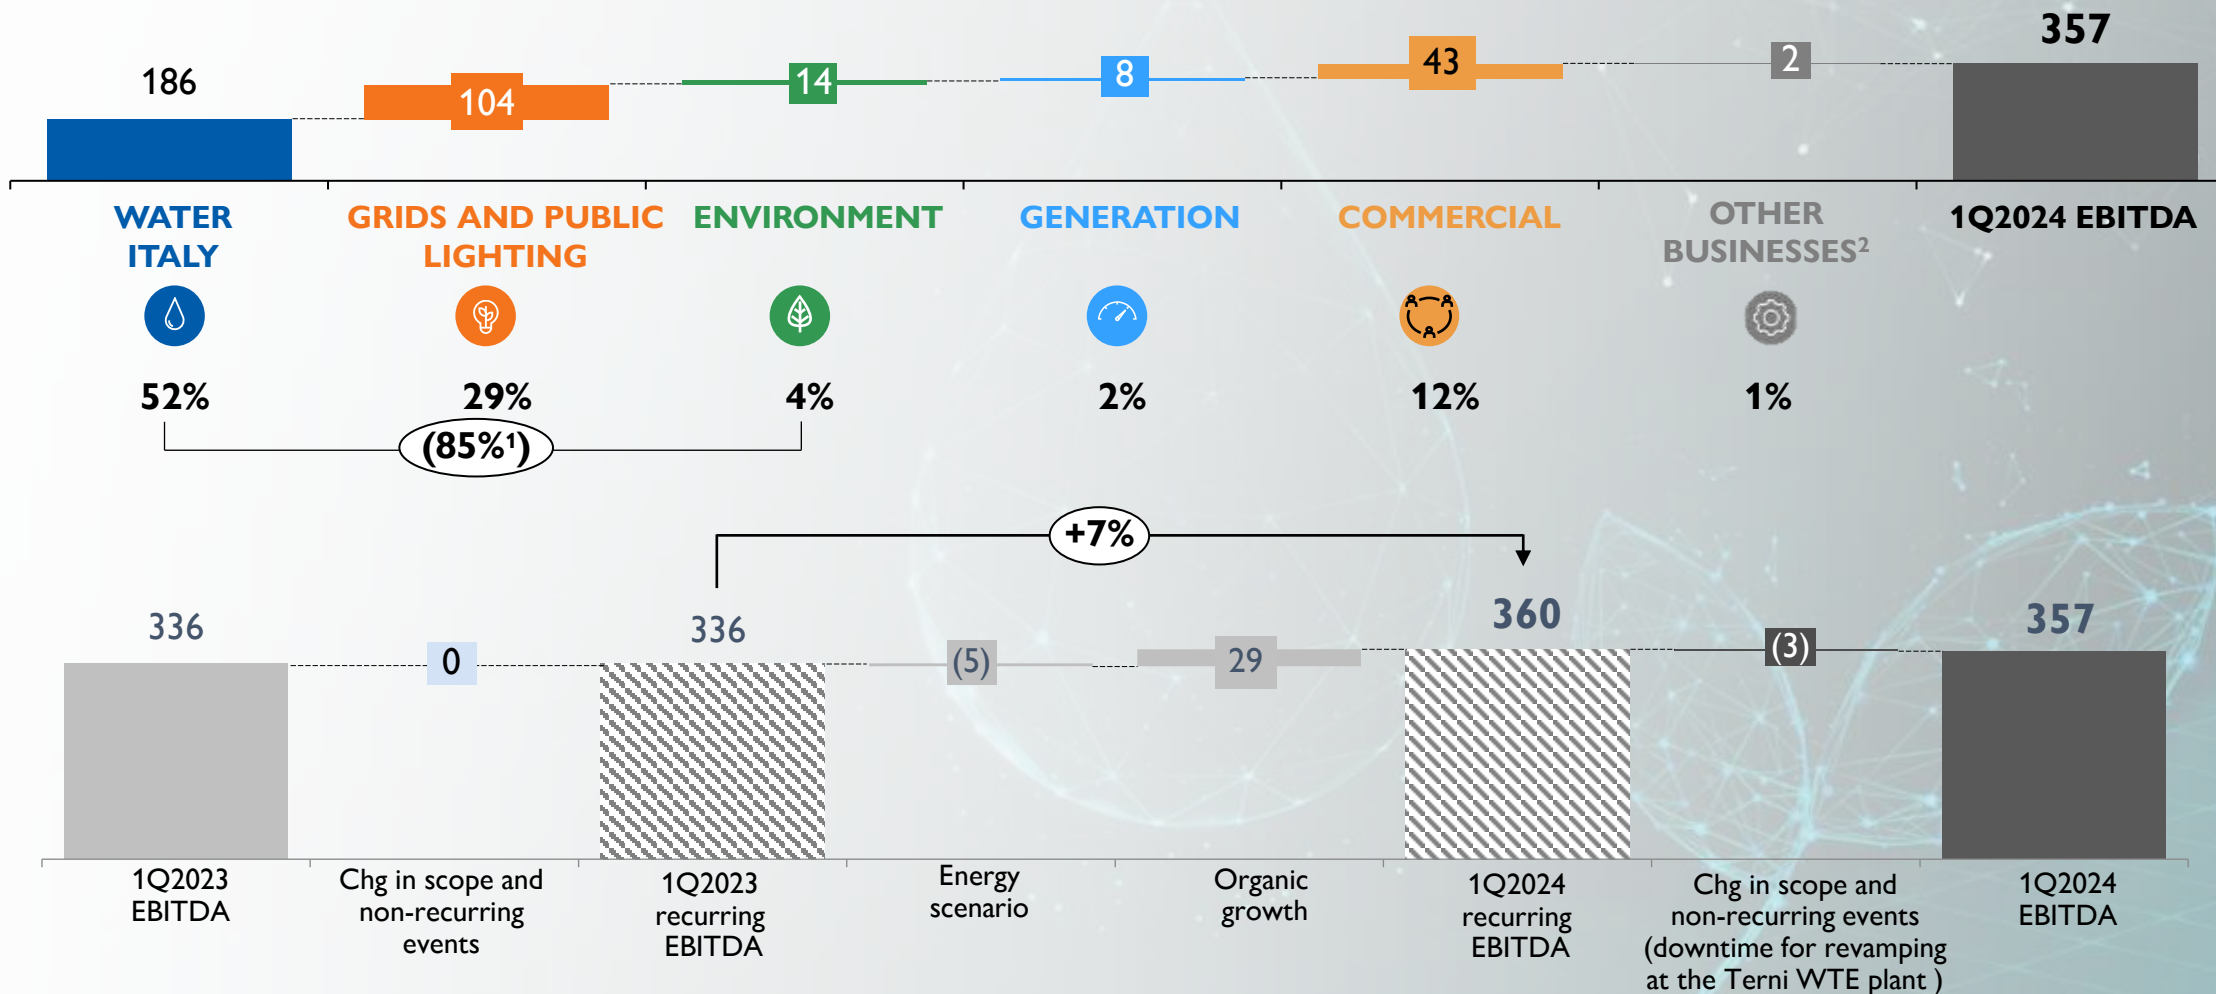 357
186
104
14
8
43
2
WATER
ITALY
GRIDS AND PUBLIC
LIGHTING
ENVIRONMENT
GENERATION
COMMERCIAL
OTHER
BUSINESSES²
1Q2024 EBITDA
52%
29%
4%
2%
12%
1%
(85%¹)
+7%
336
0
336
(5)
29
360
(3)
357
1Q2023
EBITDA
Chg in scope and
non-recurring
events
1Q2023
recurring
EBITDA
Energy
scenario
Organic
growth
1Q2024
recurring
EBITDA
Chg in scope and
non-recurring events
(downtime for revamping
at the Terni WTE plant )
1Q2024
EBITDA